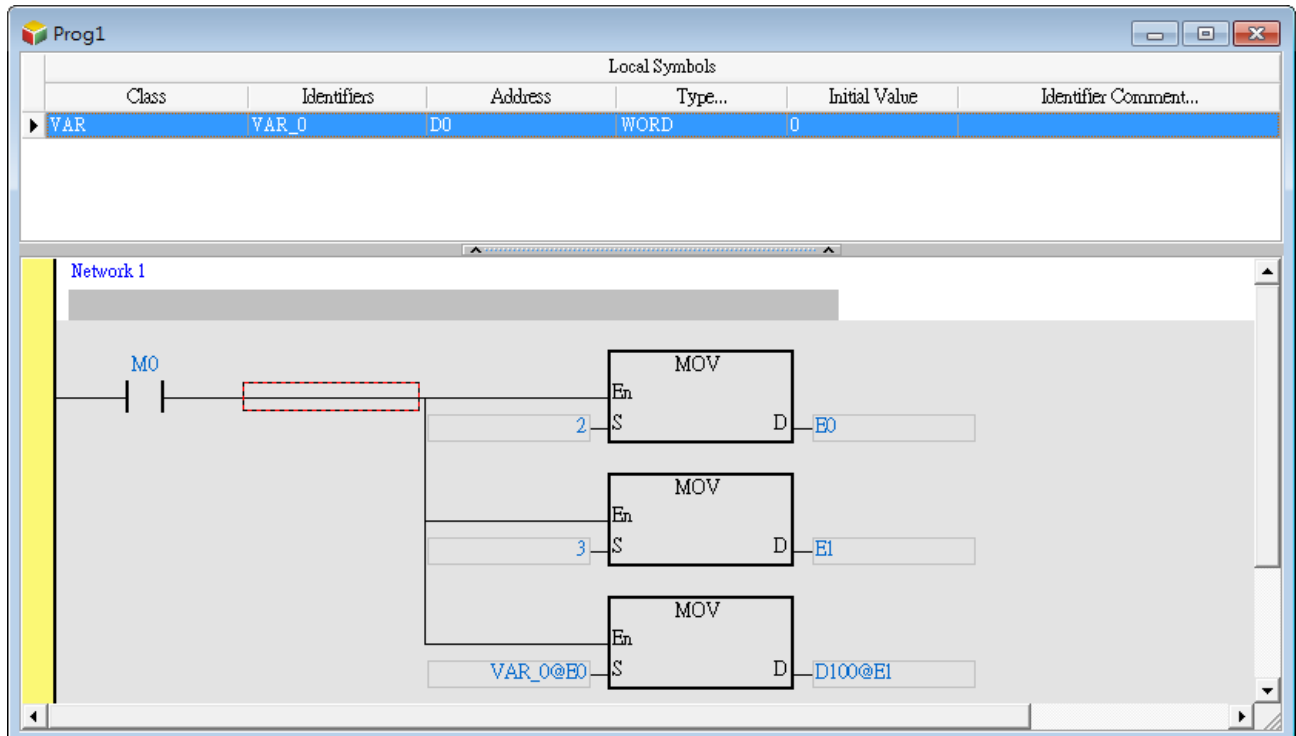 Prog1
Local Symbols
Class Identifiers Address Type... Initial Value Identifier Comment...
VAR VAR_0 D0 WORD 0
Network 1
M0
MOV
En
2 S D E0
MOV
En
3 S D E1
MOV
En
VAR_0@E0 S D D100@E1